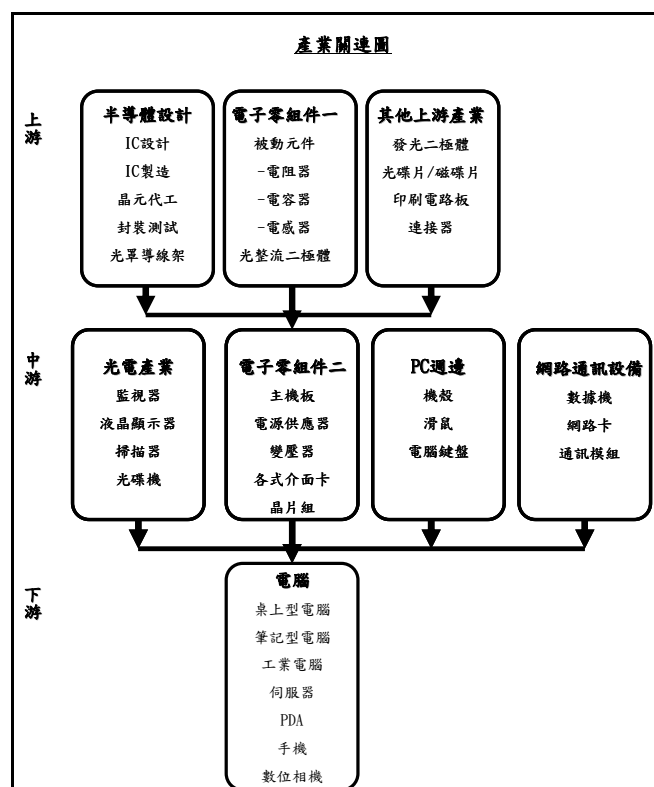 產業關連圖
上游
半導體設計
IC設計
IC製造
晶元代工
封裝測試
光罩導線架
電子零組件一
被動元件
-電阻器
-電容器
-電感器
光整流二極體
其他上游產業
發光二極體
光碟片/磁碟片
印刷電路板
連接器
中游
光電產業
監視器
液晶顯示器
掃描器
光碟機
電子零組件二
主機板
電源供應器
變壓器
各式介面卡
晶片組
PC週邊
機殼
滑鼠
電腦鍵盤
網路通訊設備
數據機
網路卡
通訊模組
下游
電腦
桌上型電腦
筆記型電腦
工業電腦
伺服器
PDA
手機
數位相機